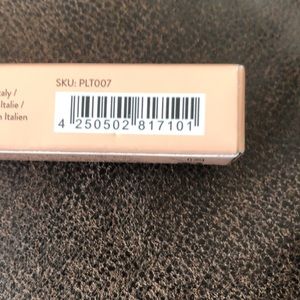 SKU: PLT007
aly /
Italie /
n Italien
4 250502 817101